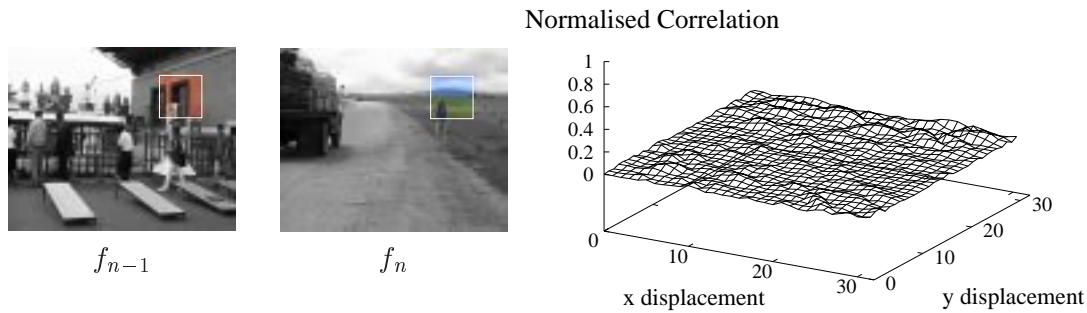 Normalised Correlation
1
0.8
0.6
0.4
0.2
0
0
10
20
30
x displacement
0
10
20
30
y displacement
f_{n-1}
f_n